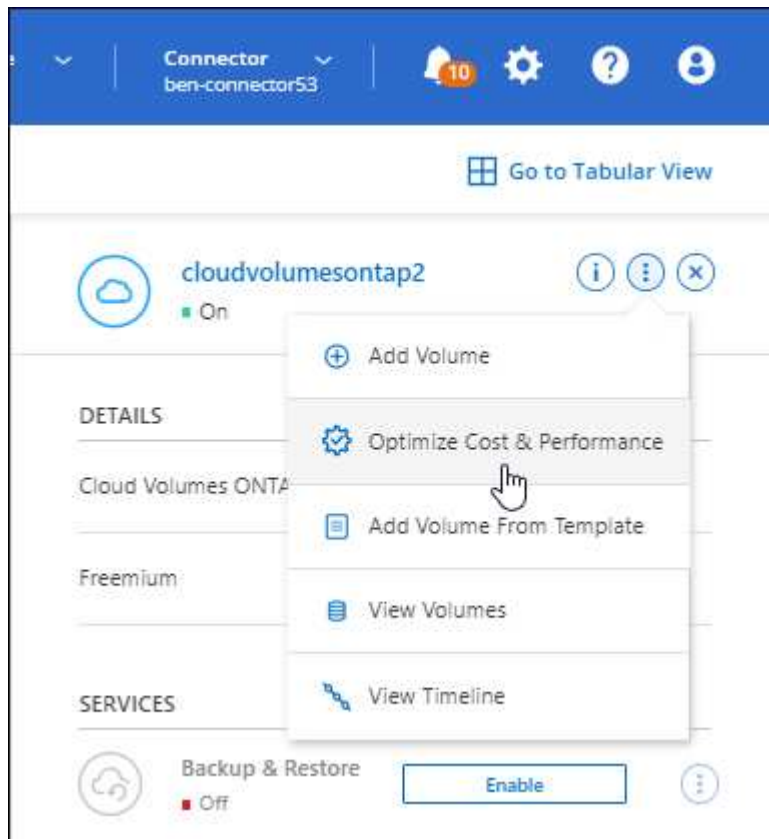 Connector
ben-connector53
10
Go to Tabular View
cloudvolumesontap2
On
Add Volume
DETAILS
Optimize Cost & Performance
Cloud Volumes ONTA
Add Volume From Template
Freemium
View Volumes
View Timeline
SERVICES
Backup & Restore
Off
Enable